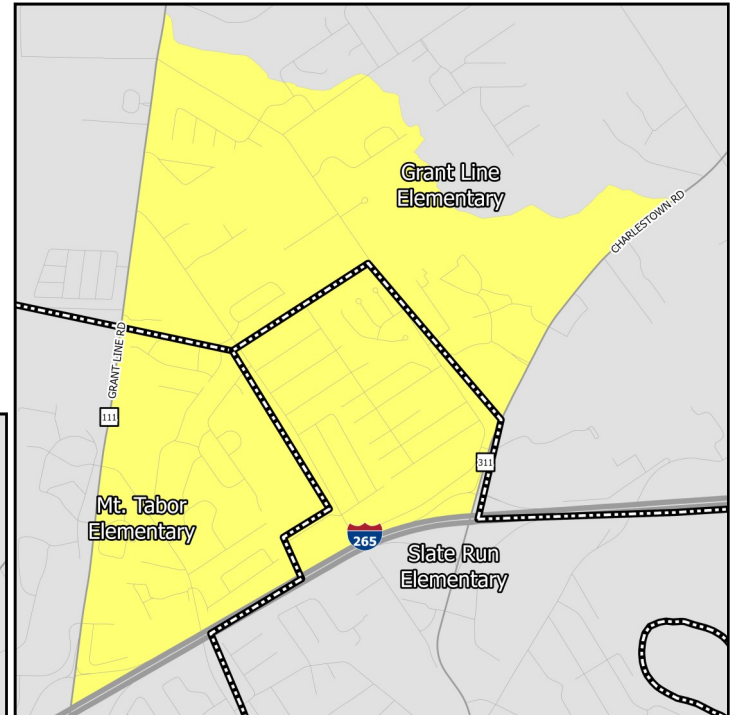 Grant Line
Elementary
CHARLESTOWN RD
GRANT LINE RD
111
311
Mt. Tabor
Elementary
265
Slate Run
Elementary